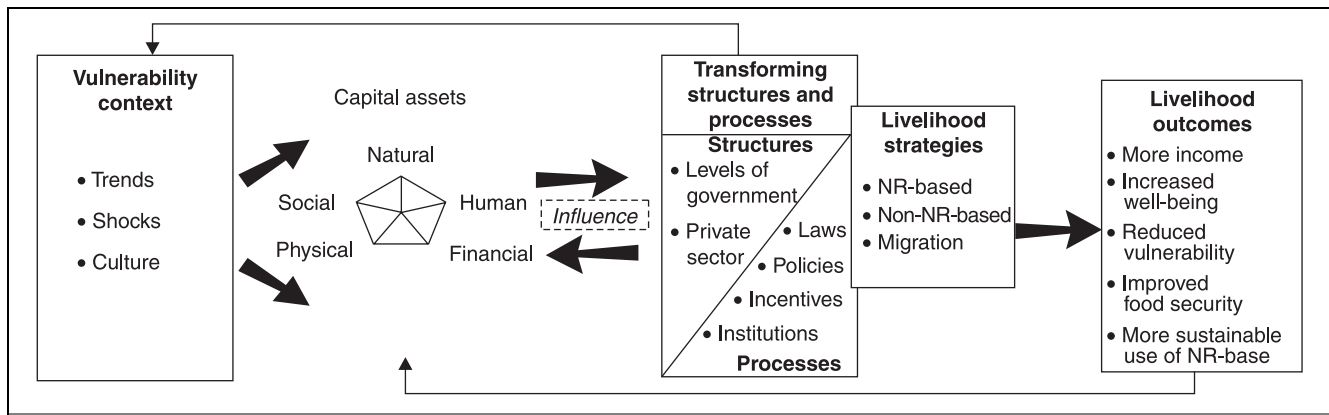 Vulnerability
context
• Trends
• Shocks
• Culture
Capital assets
Natural
Social
Human
Physical
Financial
Influence
Transforming
structures and
processes
Structures
• Levels of
government
• Private
sector
• Laws
• Policies
• Incentives
• Institutions
Processes
Livelihood
strategies
• NR-based
• Non-NR-based
• Migration
Livelihood
outcomes
• More income
• Increased
well-being
• Reduced
vulnerability
• Improved
food security
• More sustainable
use of NR-base